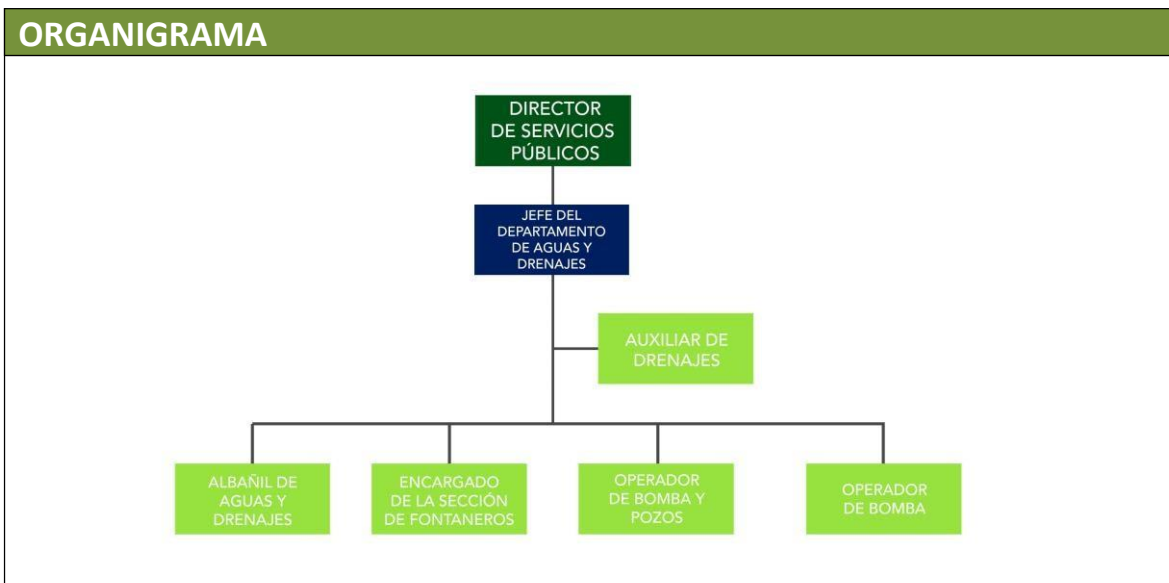 ORGANIGRAMA
DIRECTOR
DE SERVICIOS
PÚBLICOS
JEFE DEL
DEPARTAMENTO
DE AGUAS Y
DRENAJES
AUXILIAR DE
DRENAJES
ALBAÑIL DE
AGUAS Y
DRENAJES
ENCARGADO
DE LA SECCIÓN
DE FONTANEROS
OPERADOR
DE BOMBA Y
POZOS
OPERADOR
DE BOMBA